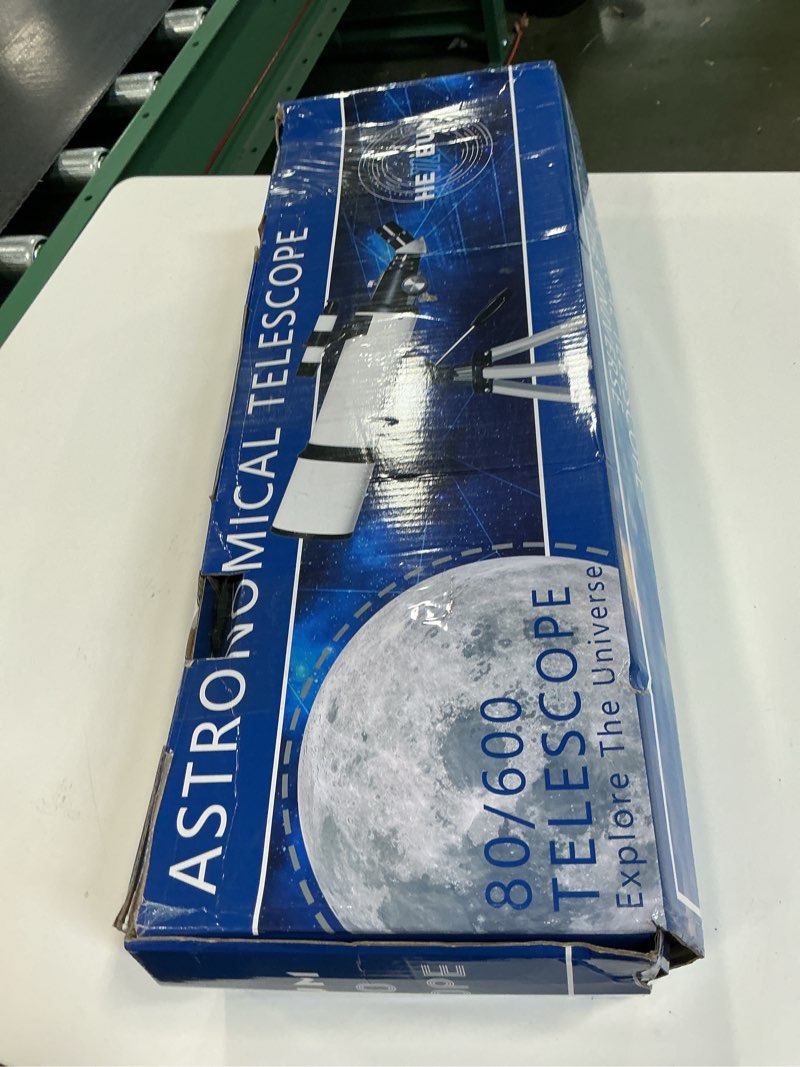 ASTRONOMICAL TELESCOPE
80/600
TELESCOPE
Explore The Universe